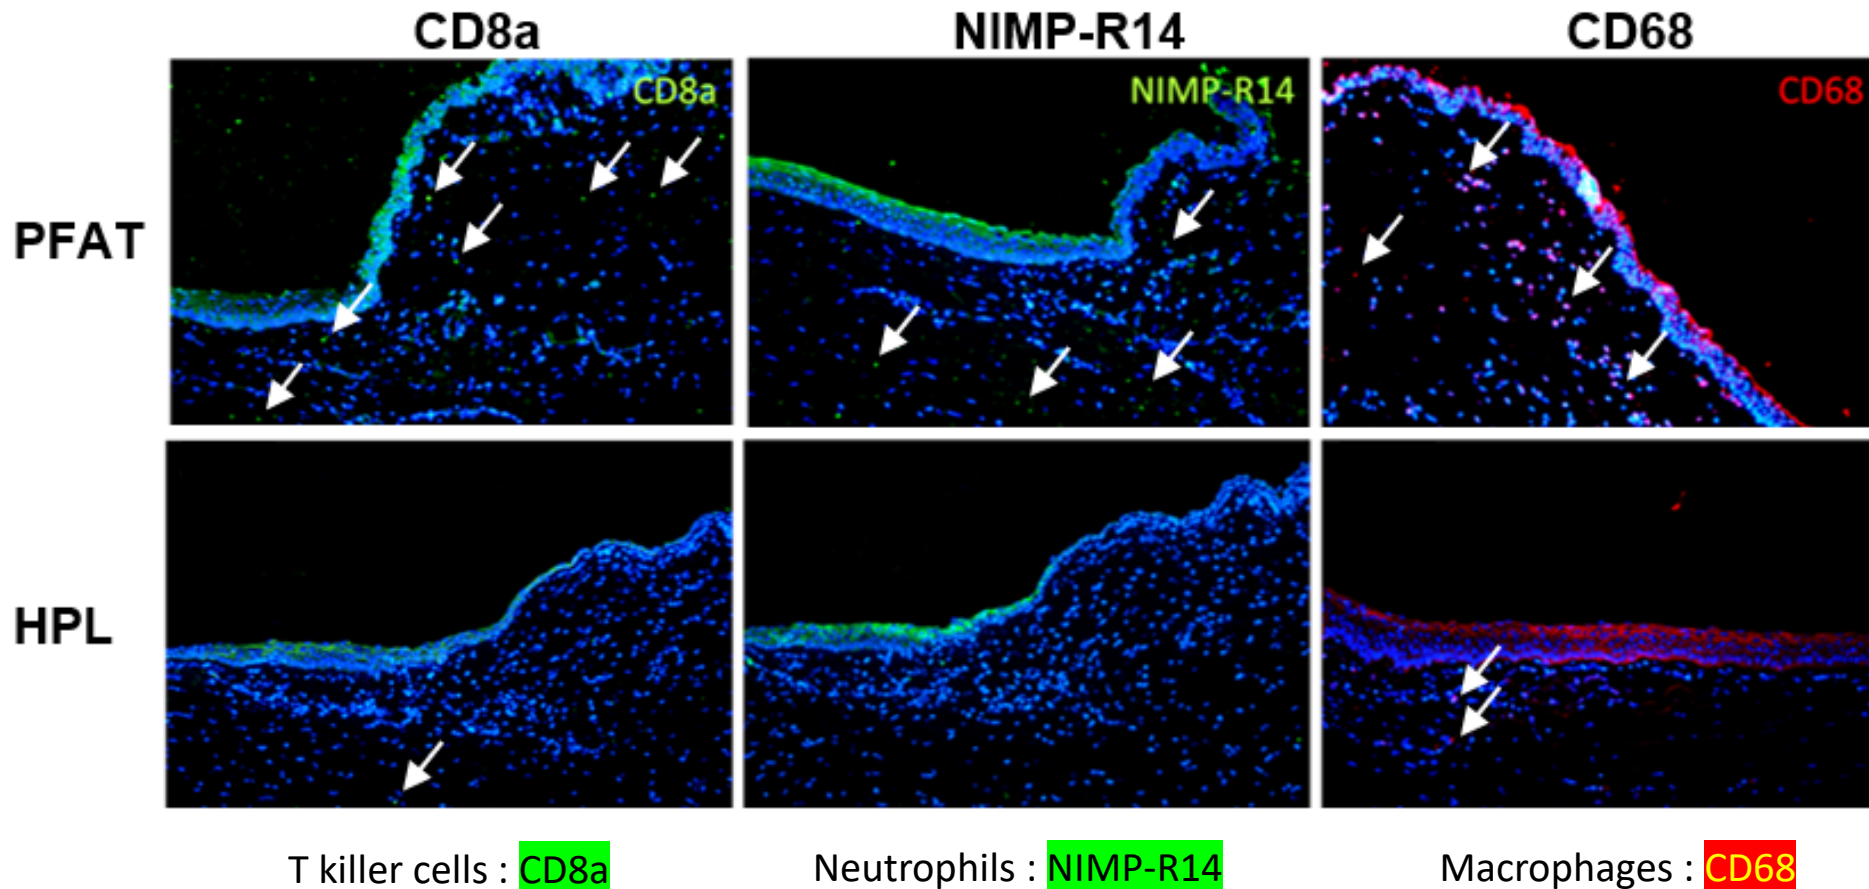 CD8a NIMP-R14 CD68
CD8a NIMP-R14 CD68
PFAT
HPL
T killer cells : CD8a Neutrophils : NIMP-R14 Macrophages : CD68